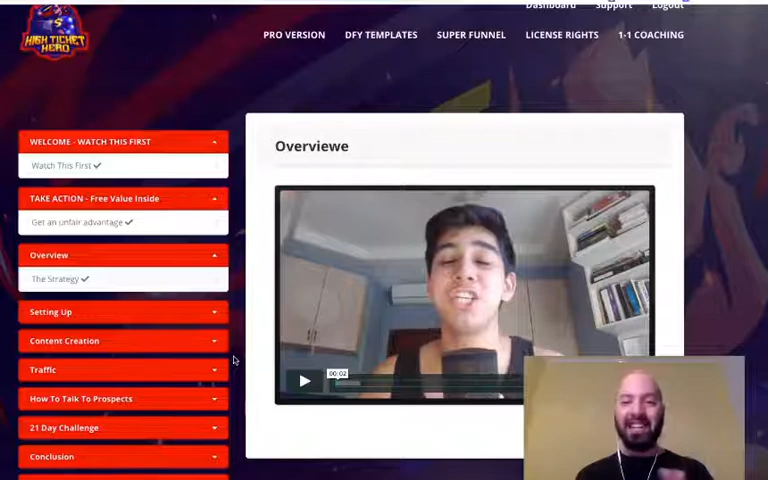 Dashboard Support Logout
HIGH TICKET
HERO
PRO VERSION DFY TEMPLATES SUPER FUNNEL LICENSE RIGHTS 1-1 COACHING
WELCOME - WATCH THIS FIRST
Watch This First
TAKE ACTION - Free Value Inside
Get an unfair advantage
Overview
The Strategy
Setting Up
Content Creation
Traffic
How To Talk To Prospects
21 Day Challenge
Conclusion
Overviewe
00:02